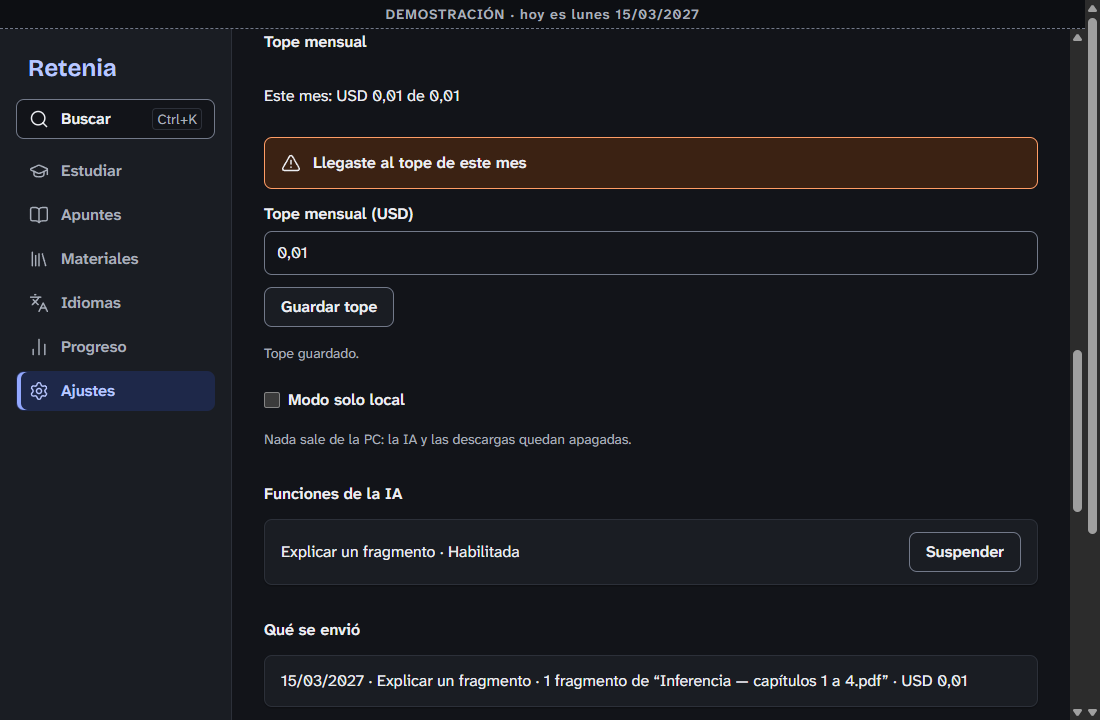 DEMOSTRACIÓN · hoy es lunes 15/03/2027
Retenia
Buscar Ctrl+K
Estudiar
Apuntes
Materiales
Idiomas
Progreso
Ajustes
Tope mensual
Este mes: USD 0,01 de 0,01
Llegaste al tope de este mes
Tope mensual (USD)
0,01
Guardar tope
Tope guardado.
Modo solo local
Nada sale de la PC: la IA y las descargas quedan apagadas.
Funciones de la IA
Explicar un fragmento · Habilitada
Suspender
Qué se envió
15/03/2027 · Explicar un fragmento · 1 fragmento de “Inferencia — capítulos 1 a 4.pdf” · USD 0,01